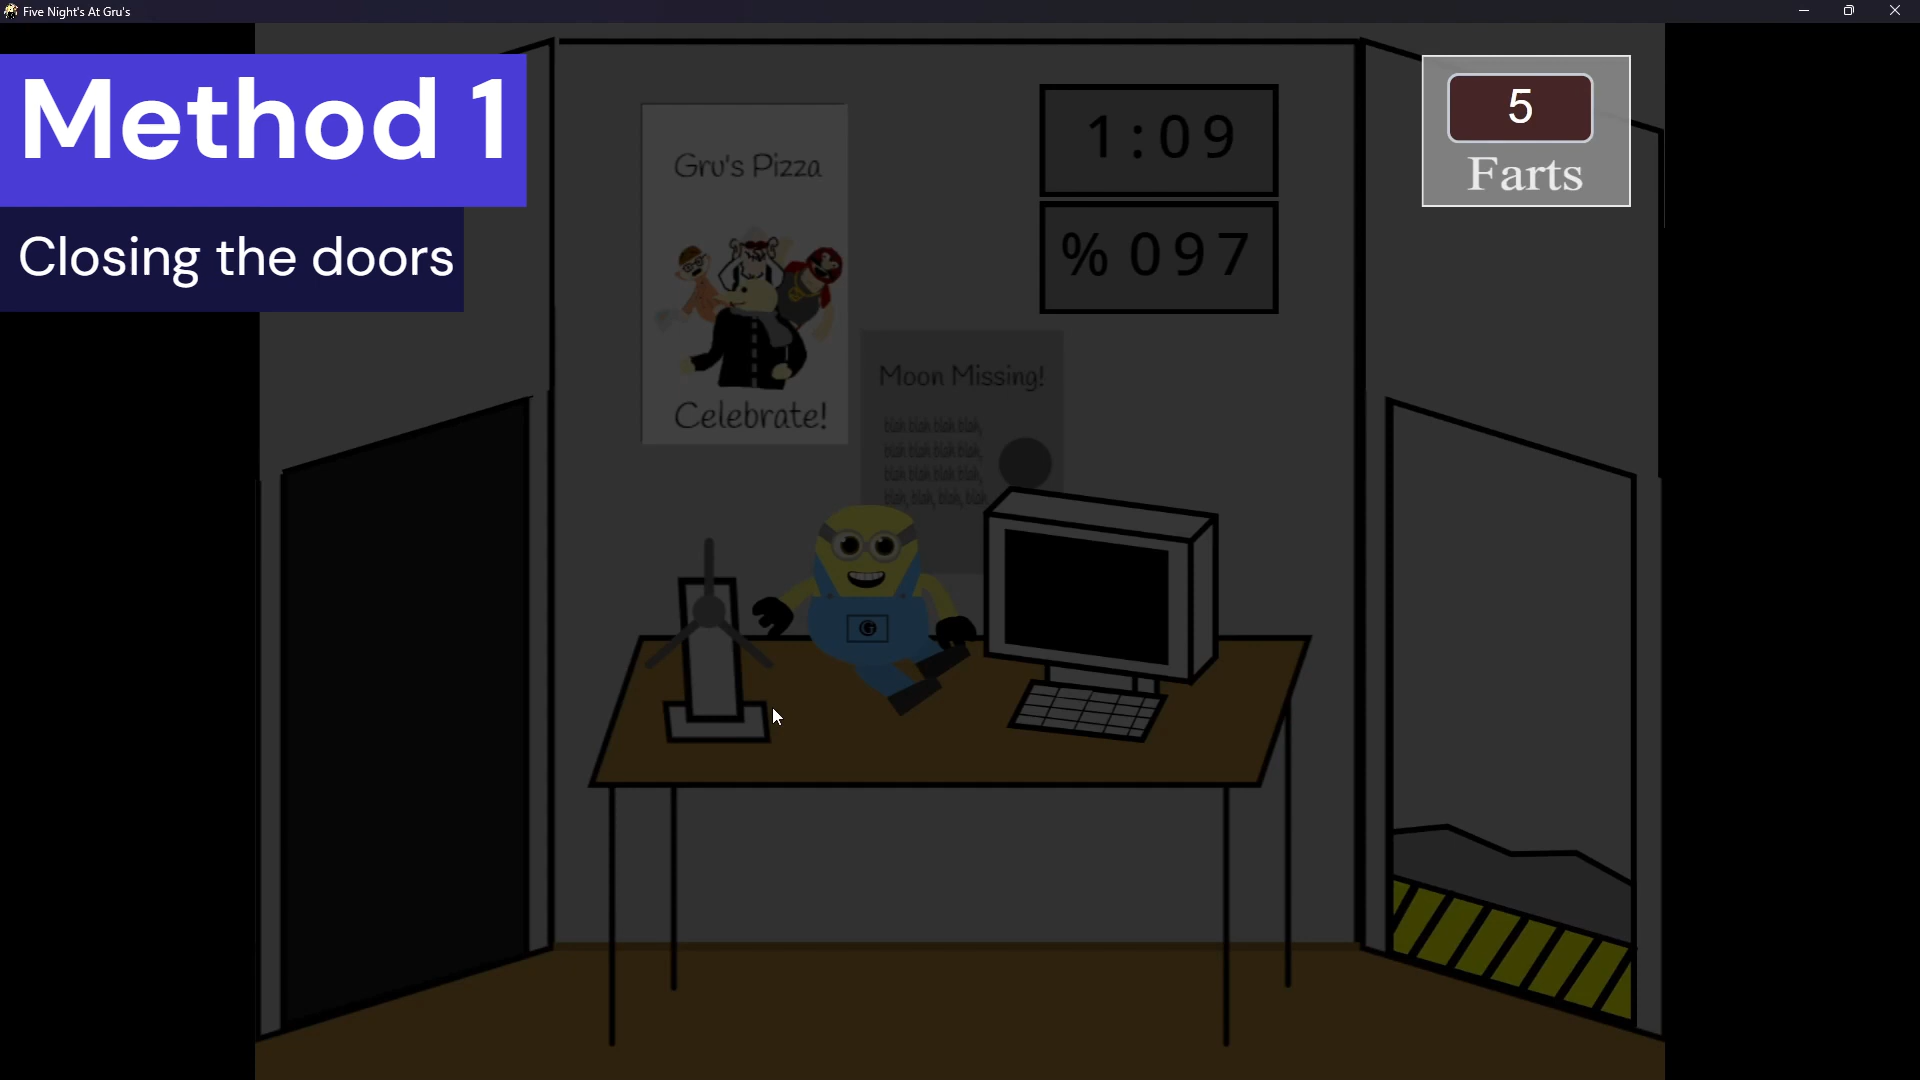 Five Night's At Gru's
Method 1
Closing the doors
Gru's Pizza
Celebrate!
1:09
% 097
5
Farts
Moon Missing!
blah blah blah blah,
blah blah blah blah,
blah blah blah blah,
blah, blah, blah, blah
G